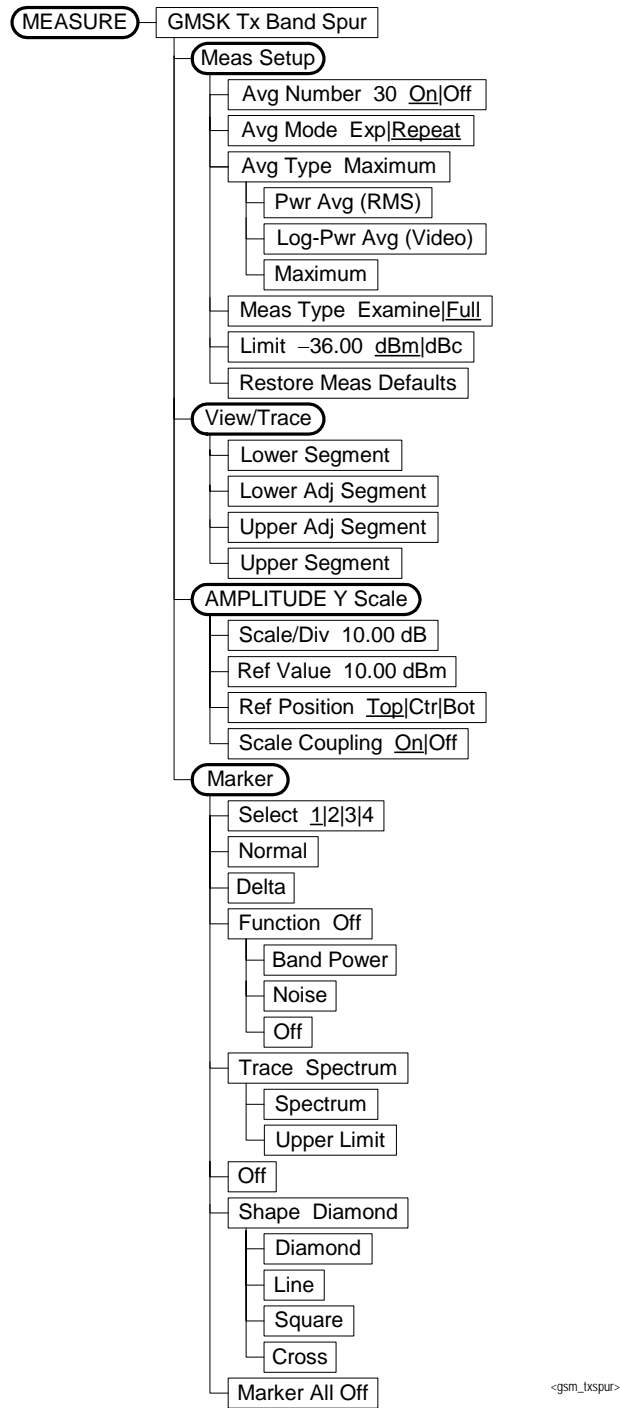 MEASURE GMSK Tx Band Spur
Meas Setup
Avg Number 30 On|Off
Avg Mode Exp|Repeat
Avg Type Maximum
Pwr Avg (RMS)
Log-Pwr Avg (Video)
Maximum
Meas Type Examine|Full
Limit −36.00 dBm|dBc
Restore Meas Defaults
View/Trace
Lower Segment
Lower Adj Segment
Upper Adj Segment
Upper Segment
AMPLITUDE Y Scale
Scale/Div 10.00 dB
Ref Value 10.00 dBm
Ref Position Top|Ctr|Bot
Scale Coupling On|Off
Marker
Select 1|2|3|4
Normal
Delta
Function Off
Band Power
Noise
Off
Trace Spectrum
Spectrum
Upper Limit
Off
Shape Diamond
Diamond
Line
Square
Cross
Marker All Off
<gsm_txspur>